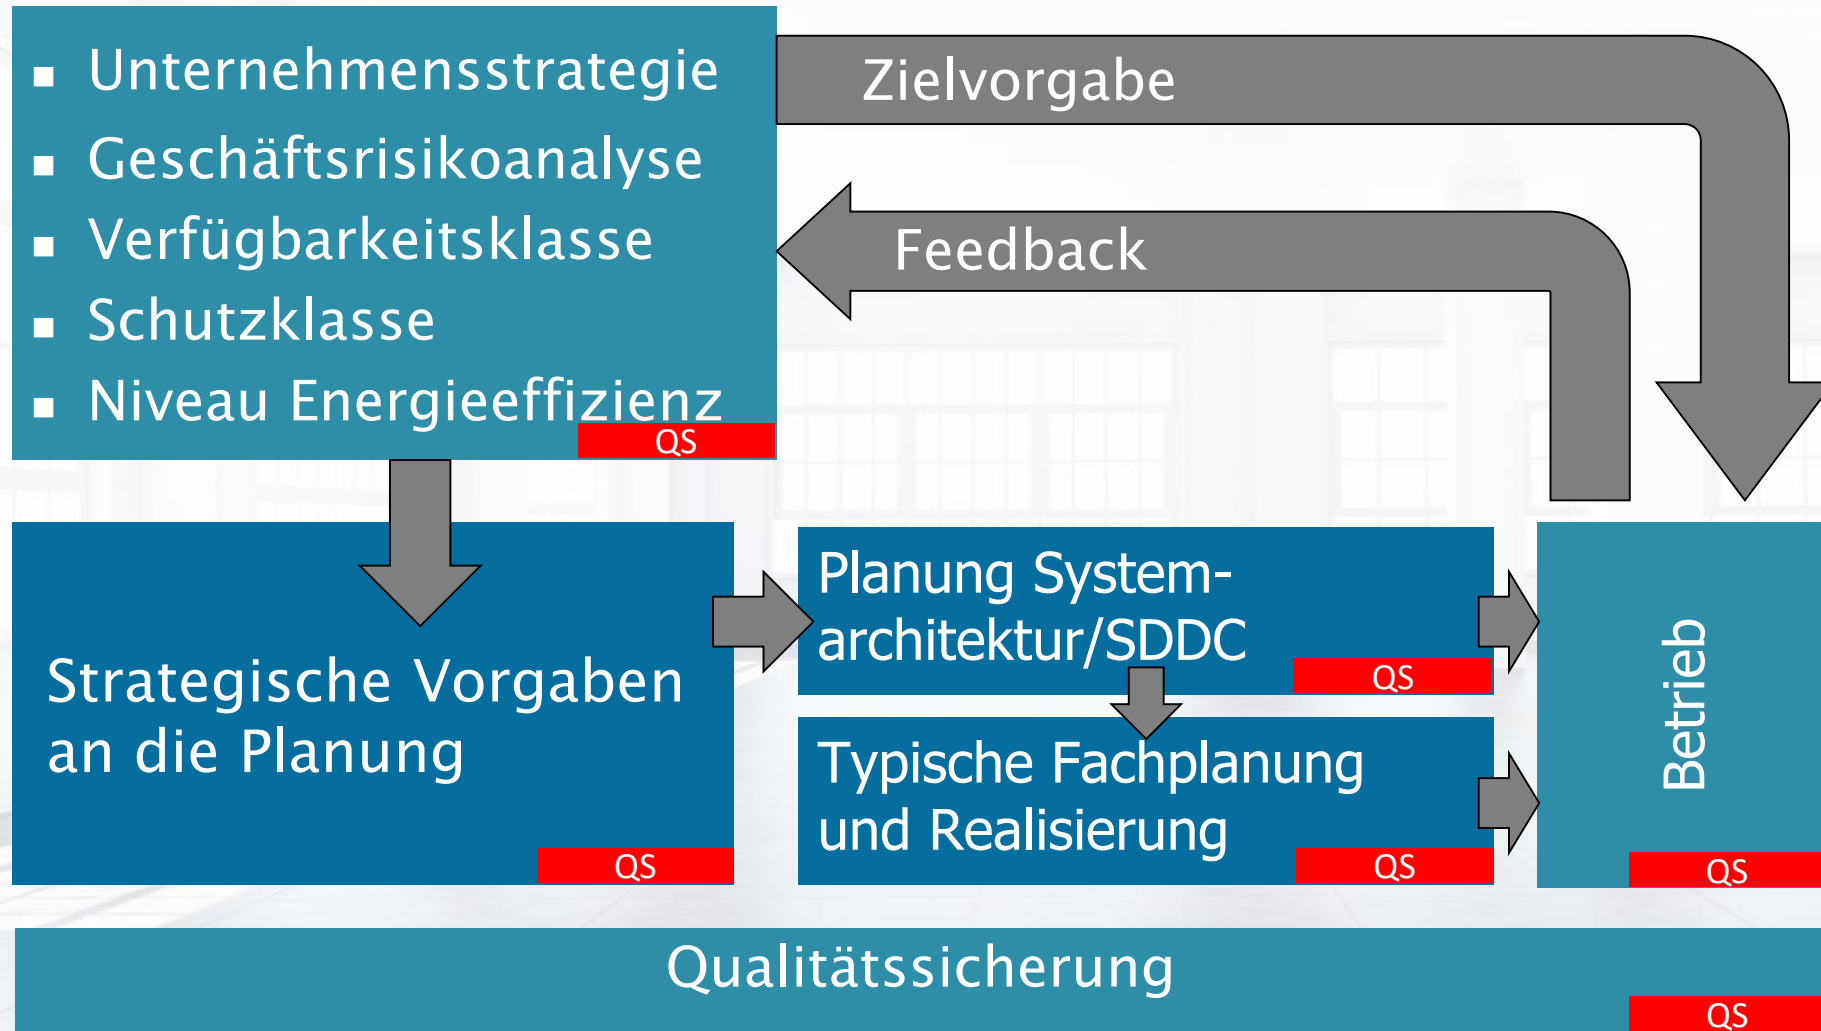 ▪ Unternehmensstrategie
▪ Geschäftsrisikoanalyse
▪ Verfügbarkeitsklasse
▪ Schutzklasse
▪ Niveau Energieeffizienz
QS
Zielvorgabe
Feedback
Strategische Vorgaben
an die Planung
QS
Planung System-
architektur/SDDC
QS
Typische Fachplanung
und Realisierung
QS
Betrieb
QS
Qualitätssicherung
QS